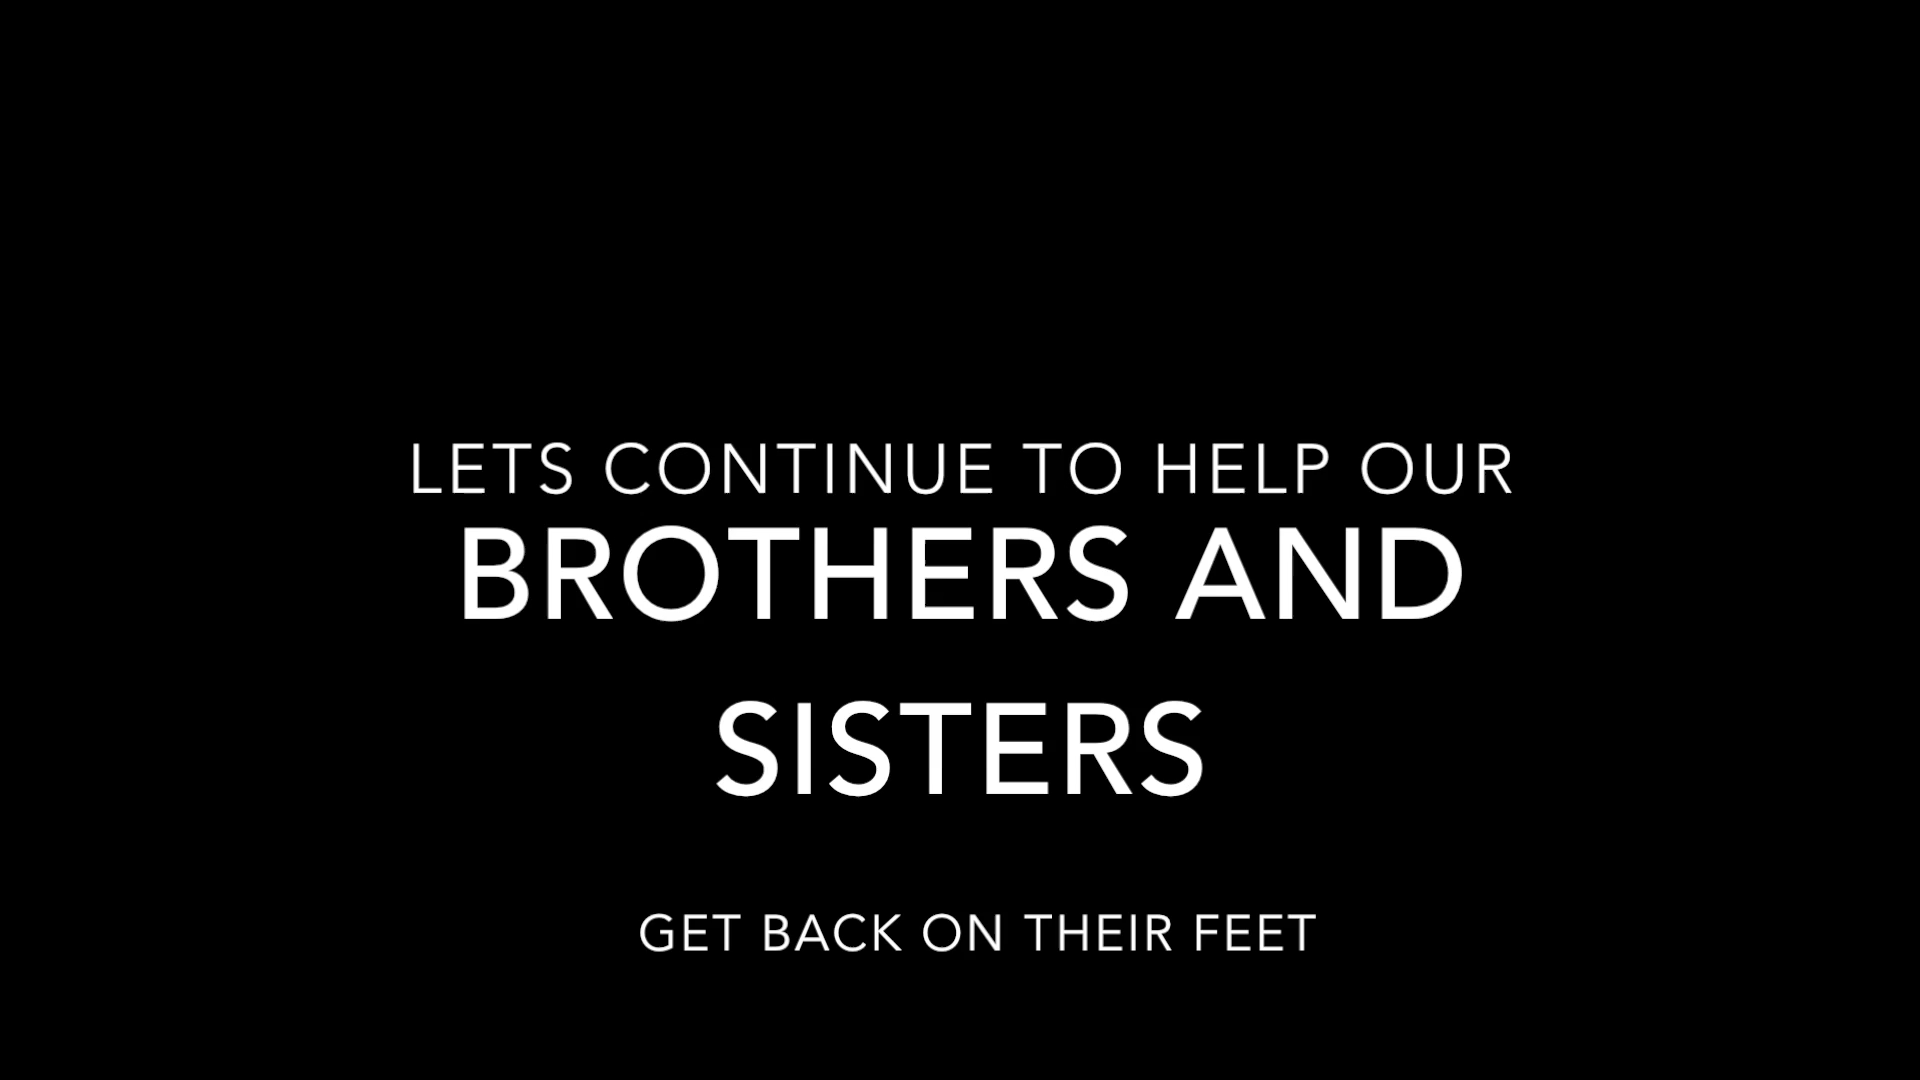 LETS CONTINUE TO HELP OUR
BROTHERS AND
SISTERS
GET BACK ON THEIR FEET